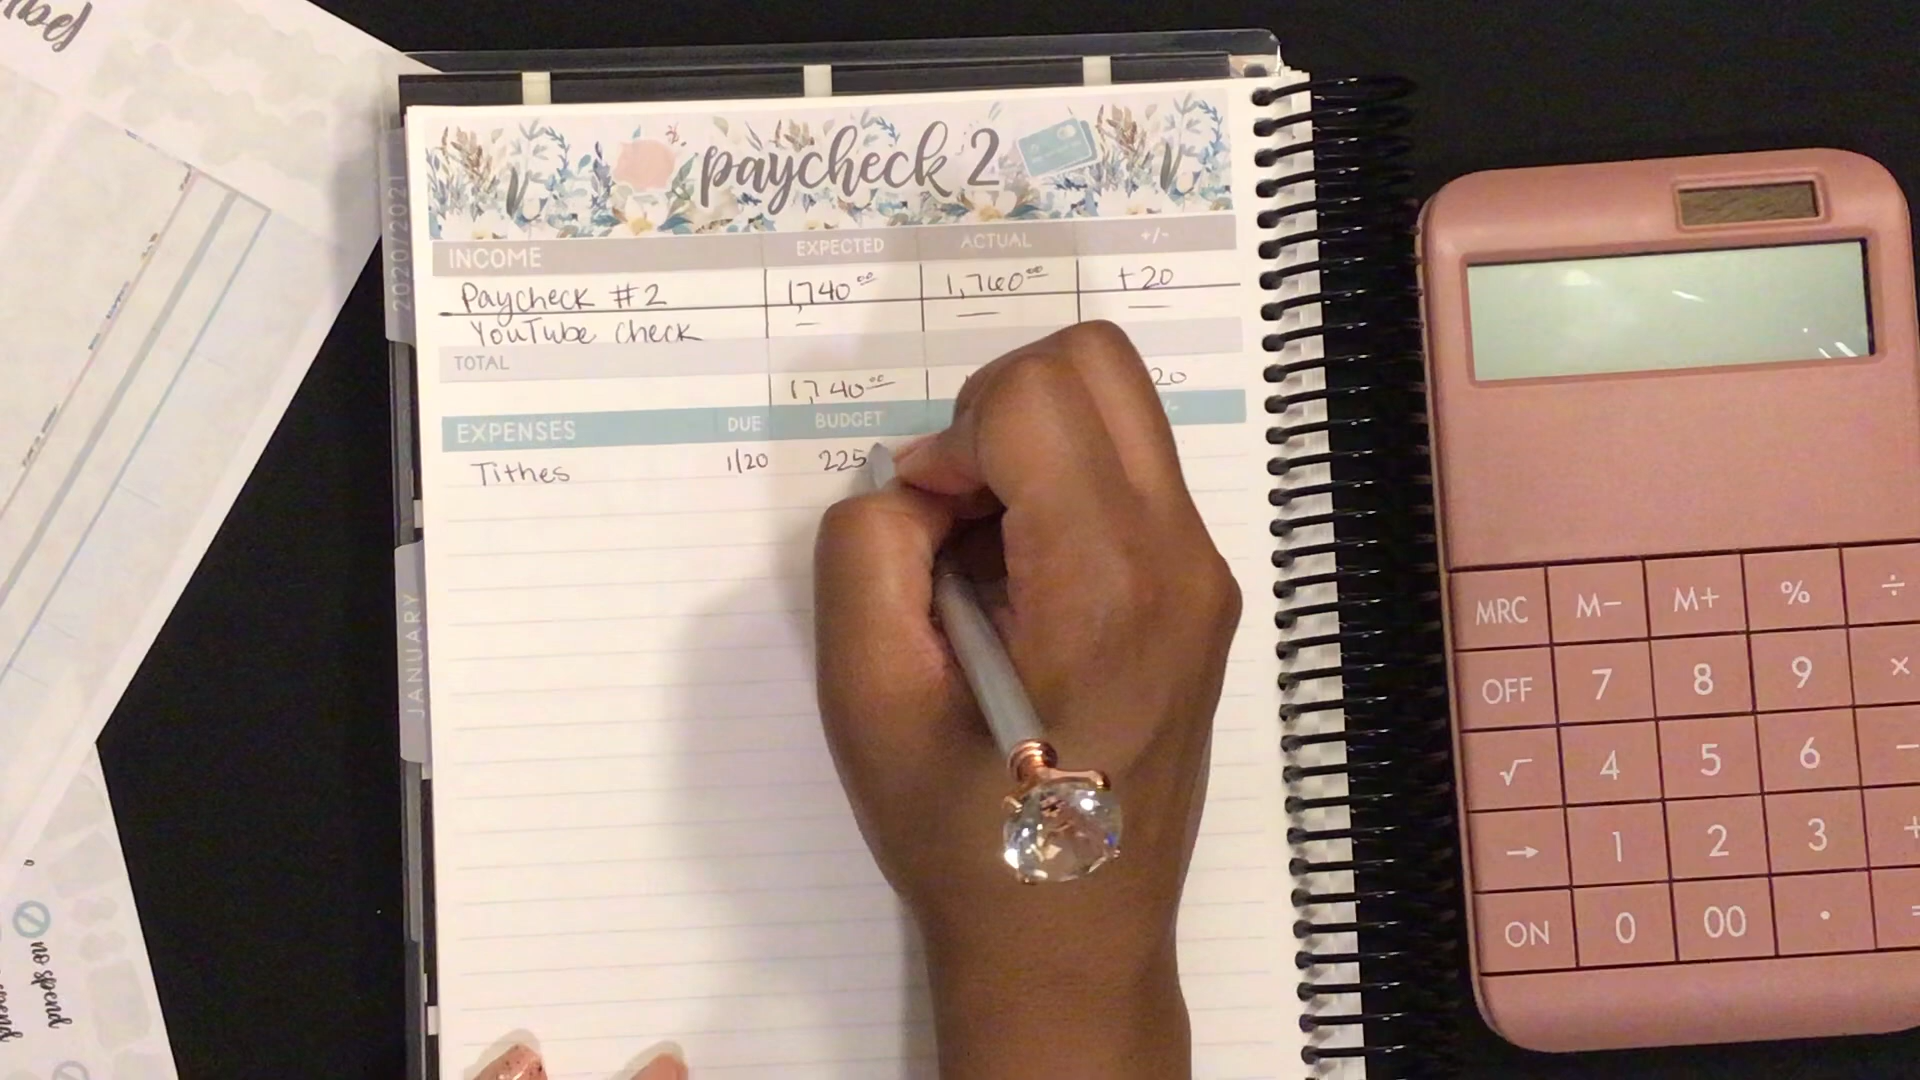 paycheck 2
INCOME EXPECTED ACTUAL +/-
Paycheck #2 1,740 00 1,760 00 +20
YouTube check — — —
TOTAL
1,740 00 20
EXPENSES DUE BUDGET /-
Tithes 1/20 225
2020/2021
JANUARY
no spend
MRC M− M+ % ÷
OFF 7 8 9 ×
√ 4 5 6 −
→ 1 2 3 +
ON 0 00 . =